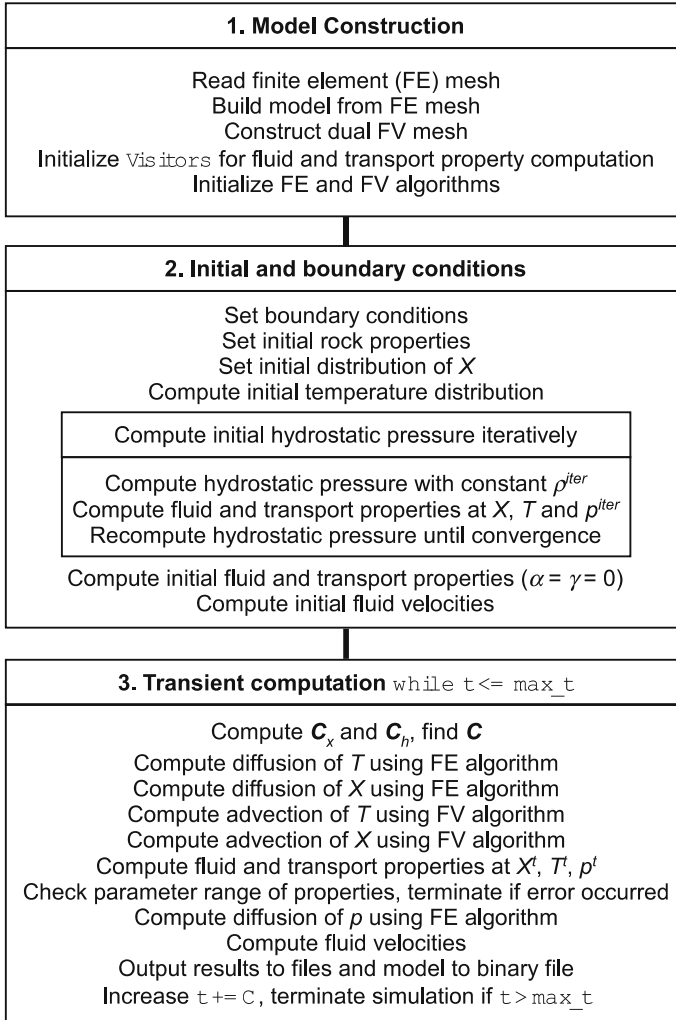 1. Model Construction
Read finite element (FE) mesh
Build model from FE mesh
Construct dual FV mesh
Initialize Visitors for fluid and transport property computation
Initialize FE and FV algorithms
2. Initial and boundary conditions
Set boundary conditions
Set initial rock properties
Set initial distribution of X
Compute initial temperature distribution
Compute initial hydrostatic pressure iteratively
Compute hydrostatic pressure with constant ρ^iter
Compute fluid and transport properties at X, T and p^iter
Recompute hydrostatic pressure until convergence
Compute initial fluid and transport properties (α = γ = 0)
Compute initial fluid velocities
3. Transient computation while t<= max_t
Compute C_x and C_h, find C
Compute diffusion of T using FE algorithm
Compute diffusion of X using FE algorithm
Compute advection of T using FV algorithm
Compute advection of X using FV algorithm
Compute fluid and transport properties at X^t, T^t, p^t
Check parameter range of properties, terminate if error occurred
Compute diffusion of p using FE algorithm
Compute fluid velocities
Output results to files and model to binary file
Increase t += C, terminate simulation if t> max_t